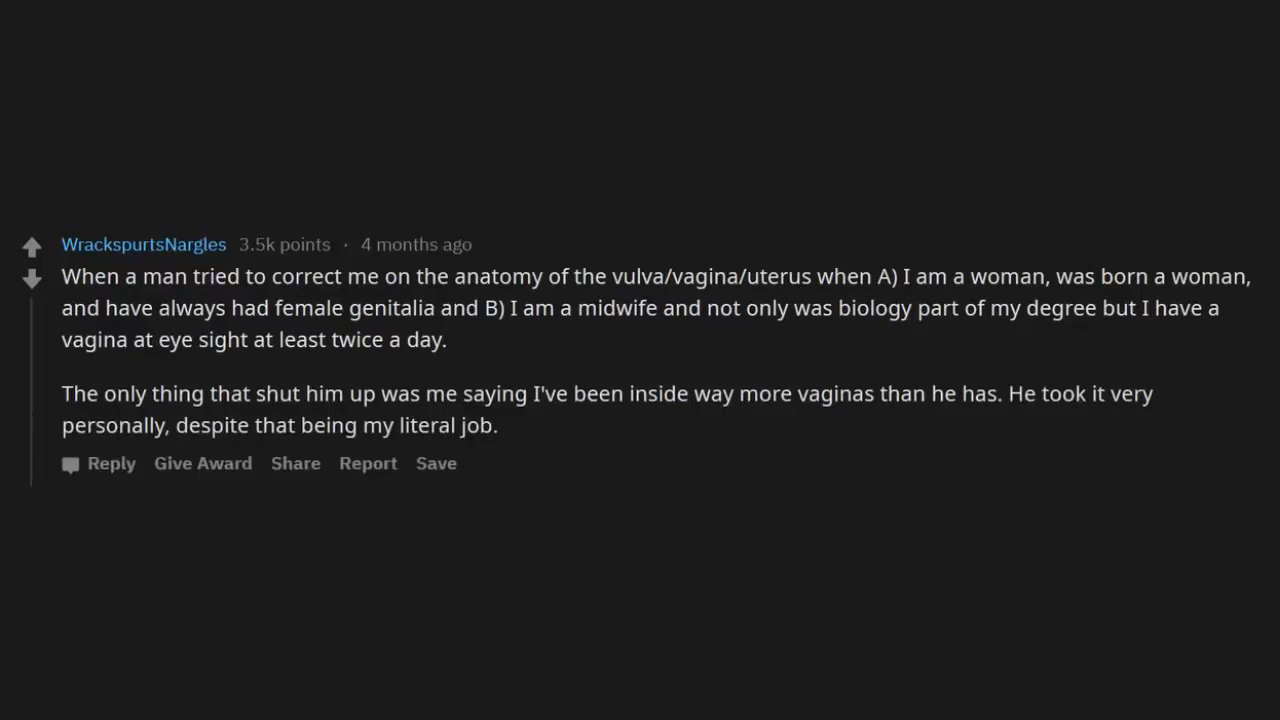 WrackspurtsNargles 3.5k points · 4 months ago
When a man tried to correct me on the anatomy of the vulva/vagina/uterus when A) I am a woman, was born a woman,
and have always had female genitalia and B) I am a midwife and not only was biology part of my degree but I have a
vagina at eye sight at least twice a day.
The only thing that shut him up was me saying I've been inside way more vaginas than he has. He took it very
personally, despite that being my literal job.
Reply Give Award Share Report Save